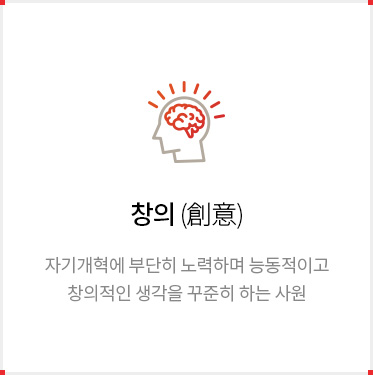 창의 (創意)
자기개혁에 부단히 노력하며 능동적이고
창의적인 생각을 꾸준히 하는 사원